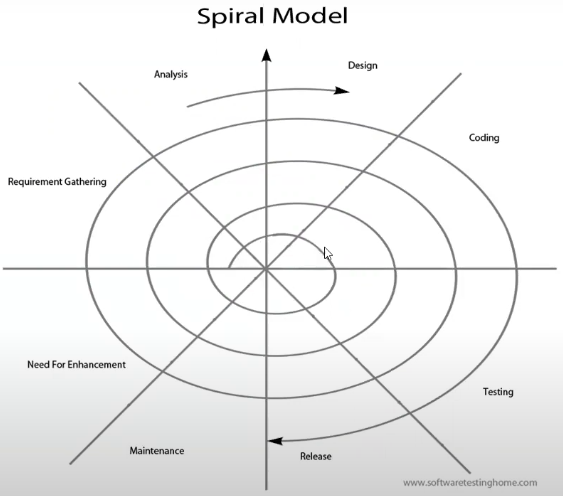 Spiral Model
Analysis
Design
Coding
Requirement Gathering
Need For Enhancement
Testing
Maintenance
Release
www.softwaretestinghome.com